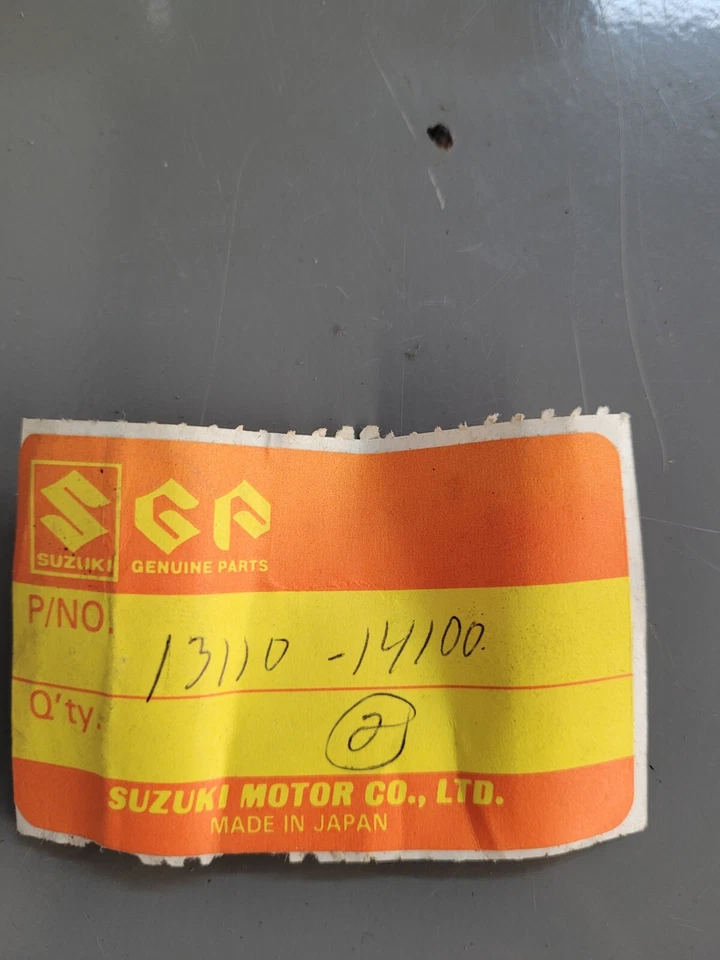 SUZUKI
SGP
GENUINE PARTS
P/NO. 13110 -14100.
Q'ty. 2
SUZUKI MOTOR CO., LTD.
MADE IN JAPAN